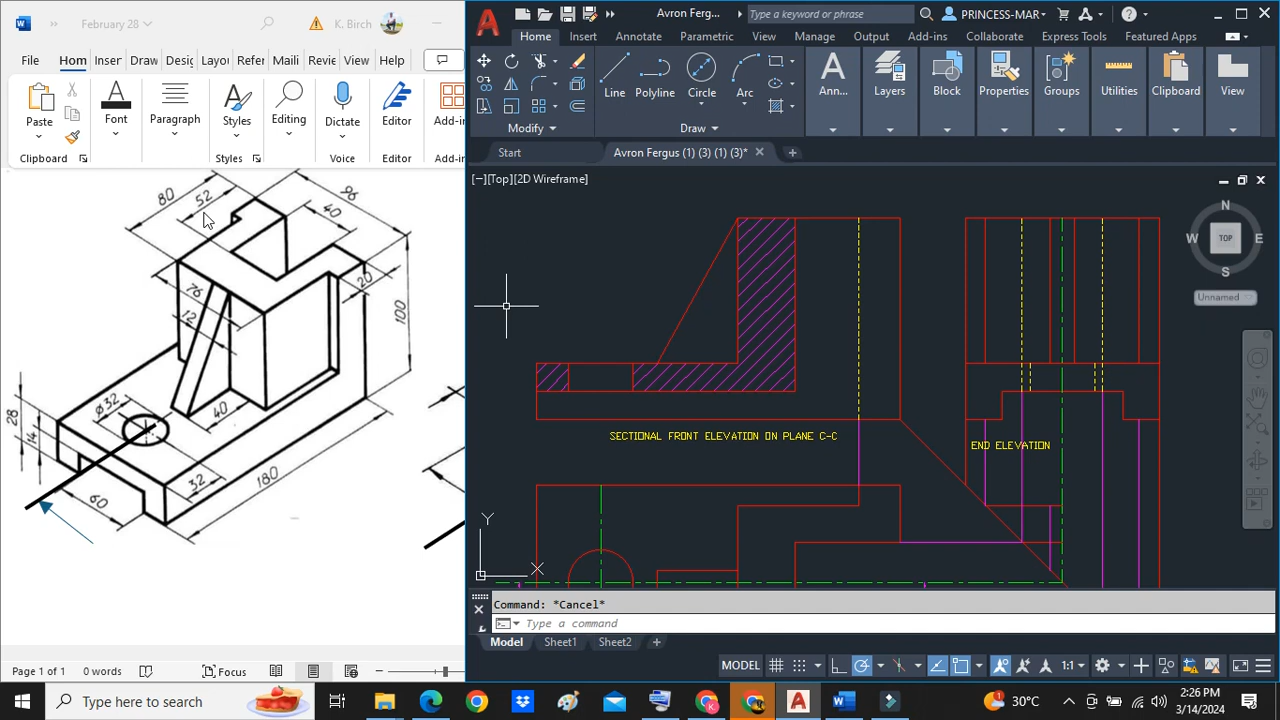 February 28
K. Birch
File Hom Inser Draw Desig Layou Refer Maili Revie View Help
Paste Font Paragraph Styles Editing Dictate Editor Add-in
Clipboard Styles Voice Editor Add-in
80
52
96
40
76
12
20
100
ø32
40
28
14
32
180
60
Page 1 of 1 0 words Focus
Avron Ferg... Type a keyword or phrase PRINCESS-MAR
Home Insert Annotate Parametric View Manage Output Add-ins Collaborate Express Tools Featured Apps
Line Polyline Circle Arc Ann... Layers Block Properties Groups Utilities Clipboard View
Modify Draw
Start Avron Fergus (1) (3) (1) (3)*
[−][Top][2D Wireframe]
N
W TOP E
S
Unnamed
SECTIONAL FRONT ELEVATION ON PLANE C-C
END ELEVATION
Y
X
Command: *Cancel*
Type a command
Model Sheet1 Sheet2
MODEL 1:1
Type here to search 30°C 2:26 PM
3/14/2024